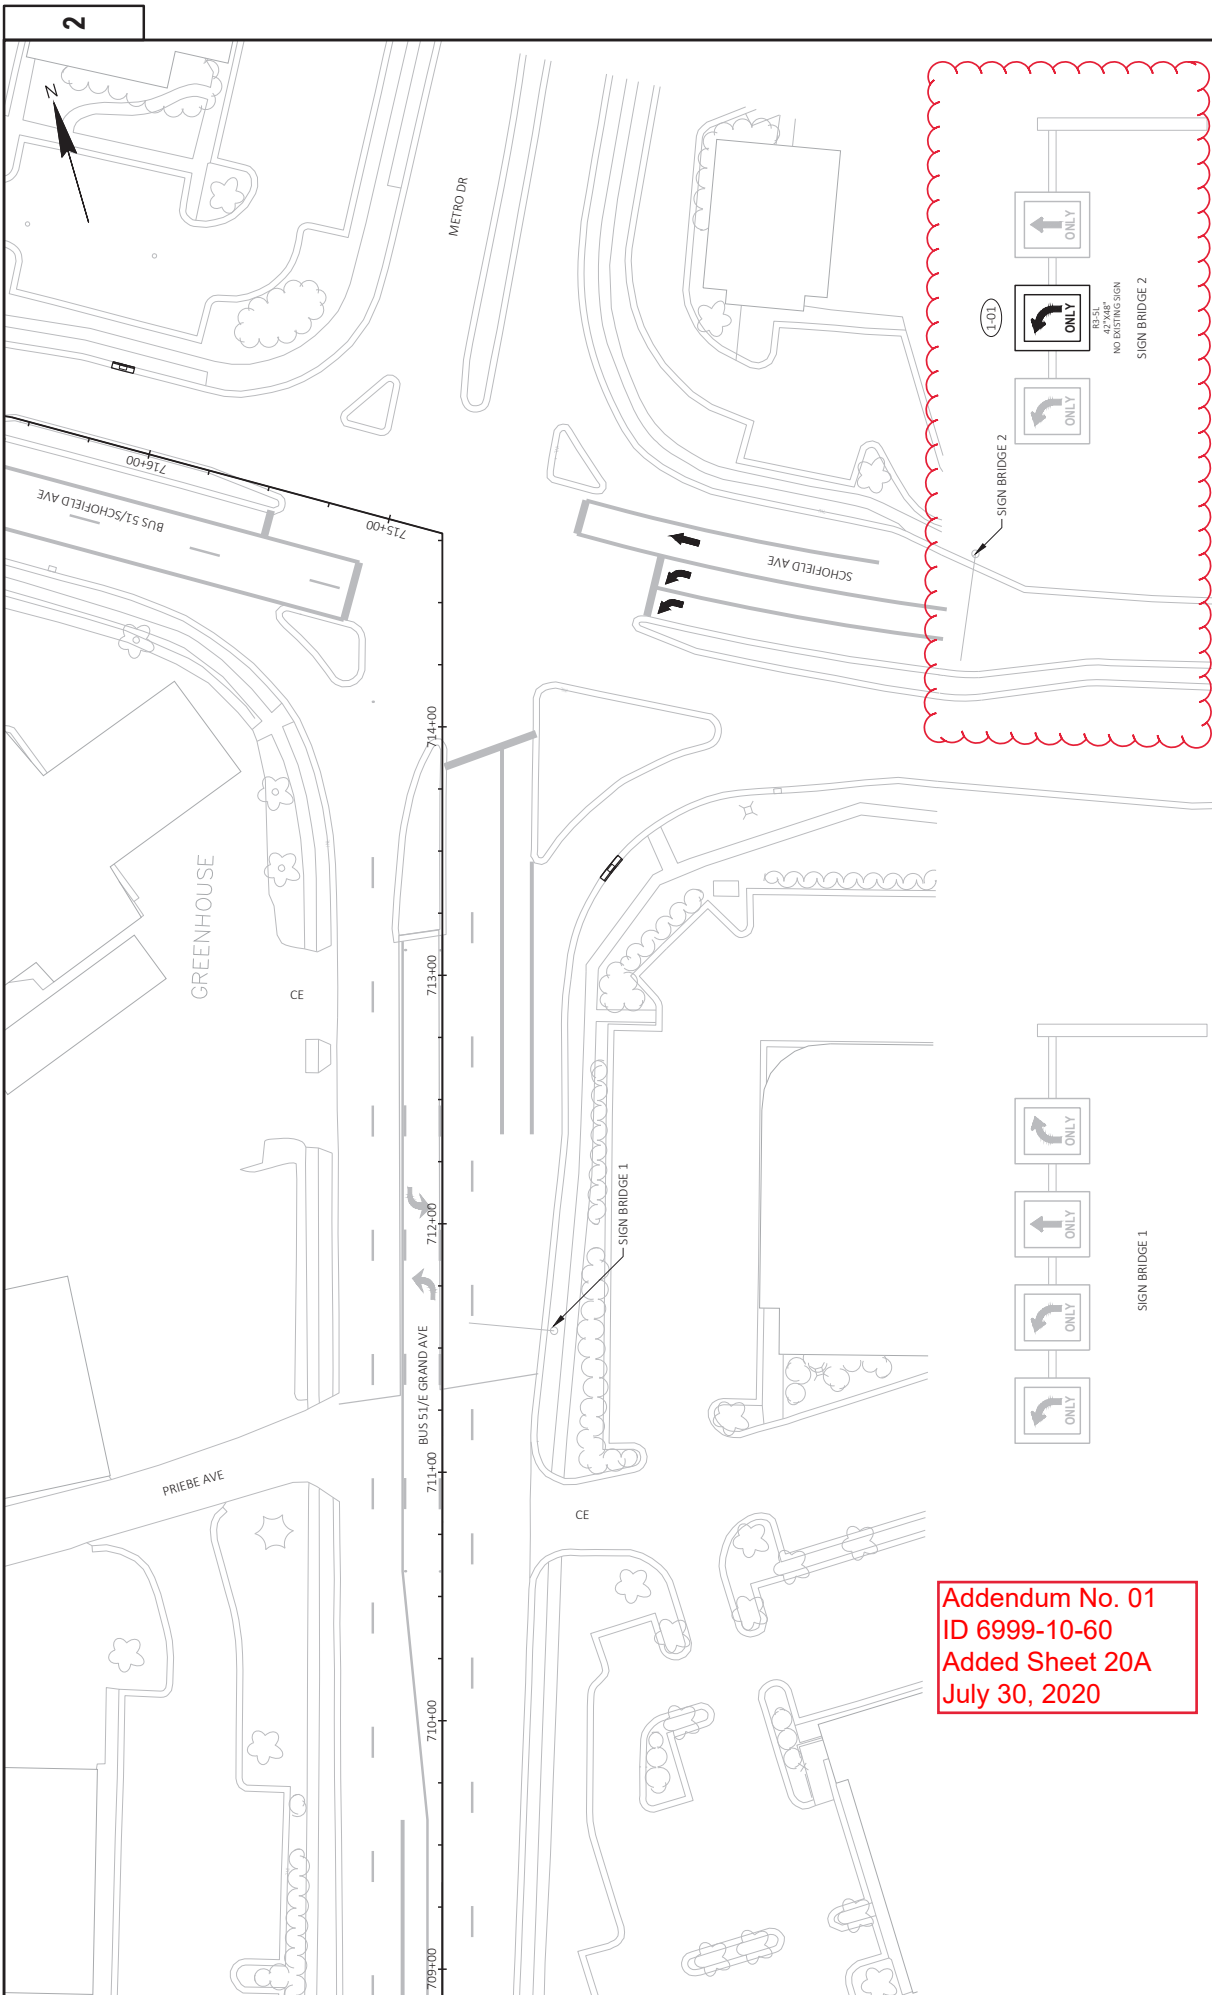 2
N
METRO DR
716+00
715+00
BUS 51/SCHOFIELD AVE
SCHOFIELD AVE
SIGN BRIDGE 2
ONLY
1-01
ONLY
R3-5L
42"X48"
NO EXISTING SIGN
SIGN BRIDGE 2
ONLY
714+00
GREENHOUSE
CE
713+00
712+00
SIGN BRIDGE 1
BUS 51/E GRAND AVE
711+00
PRIEBE AVE
CE
ONLY
ONLY
ONLY
ONLY
SIGN BRIDGE 1
710+00
709+00
Addendum No. 01
ID 6999-10-60
Added Sheet 20A
July 30, 2020